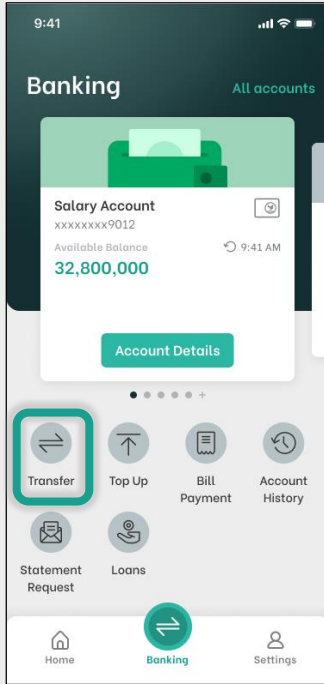 9:41
Banking
All accounts
Salary Account
xxxxxxxx9012
Available Balance
9:41 AM
32,800,000
Account Details
Transfer
Top Up
Bill
Payment
Account
History
Statement
Request
Loans
Home
Banking
Settings